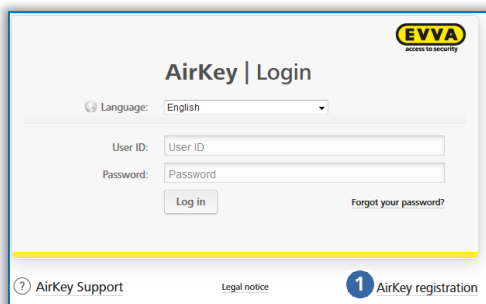 EVVA
access to security
AirKey | Login
Language: English
User ID: User ID
Password: Password
Log in Forgot your password?
? AirKey Support Legal notice 1 AirKey registration